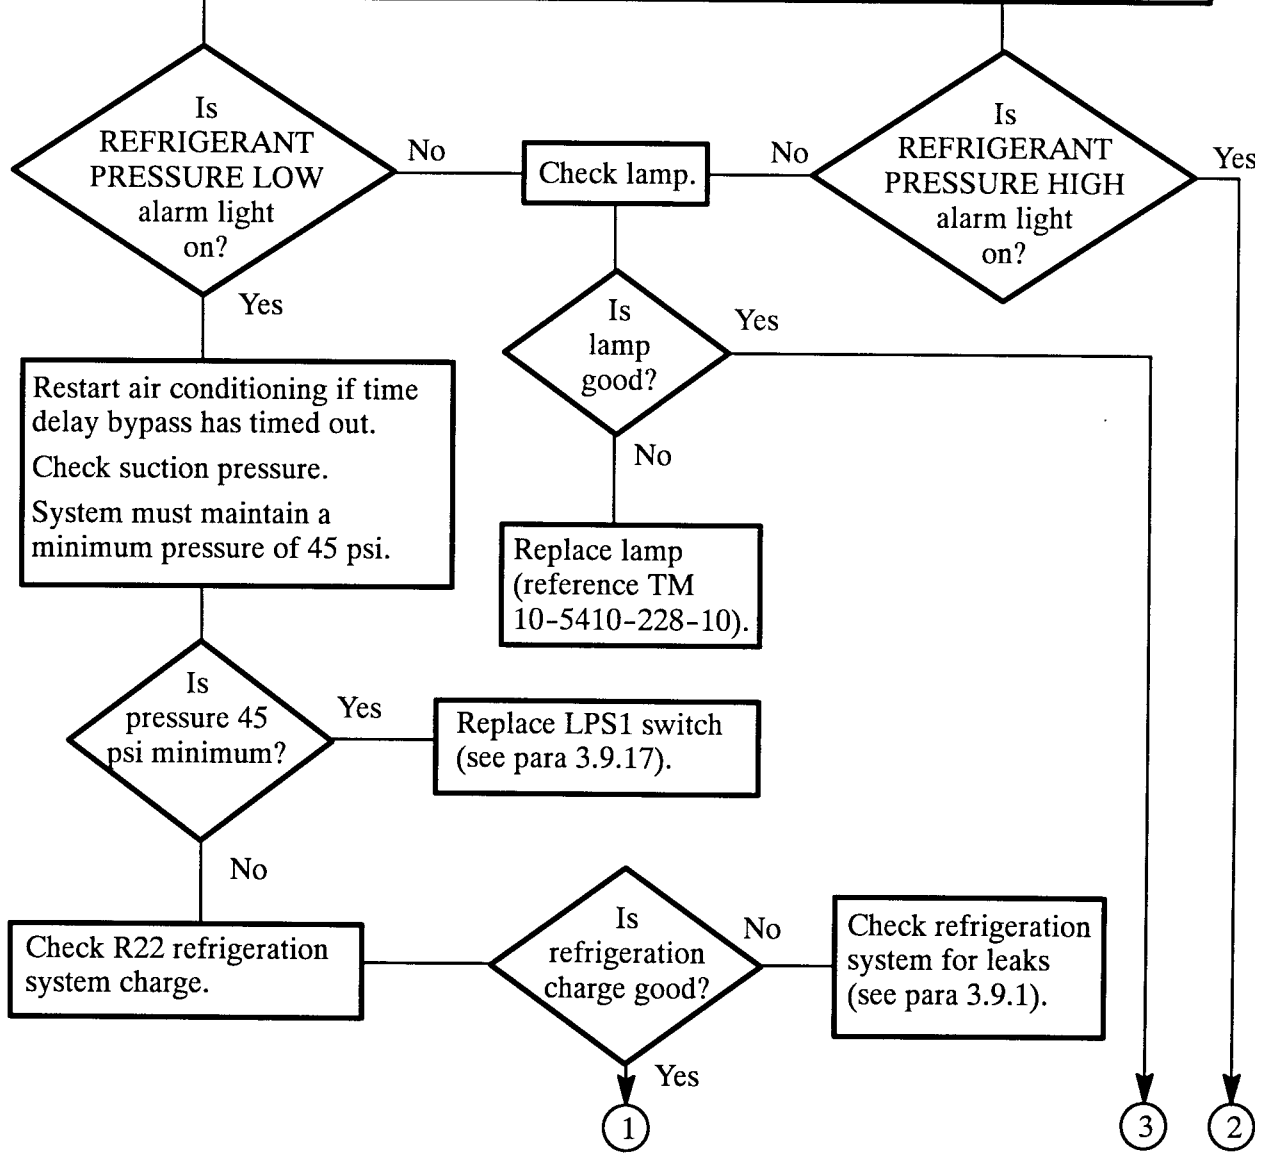 Is
REFRIGERANT
PRESSURE LOW
alarm light
on?
No
Check lamp.
No
Is
REFRIGERANT
PRESSURE HIGH
alarm light
on?
Yes
Yes
Is
lamp
good?
Yes
No
Restart air conditioning if time
delay bypass has timed out.
Check suction pressure.
System must maintain a
minimum pressure of 45 psi.
Replace lamp
(reference TM
10-5410-228-10).
Is
pressure 45
psi minimum?
Yes
Replace LPS1 switch
(see para 3.9.17).
No
Check R22 refrigeration
system charge.
Is
refrigeration
charge good?
No
Check refrigeration
system for leaks
(see para 3.9.1).
Yes
1
3
2